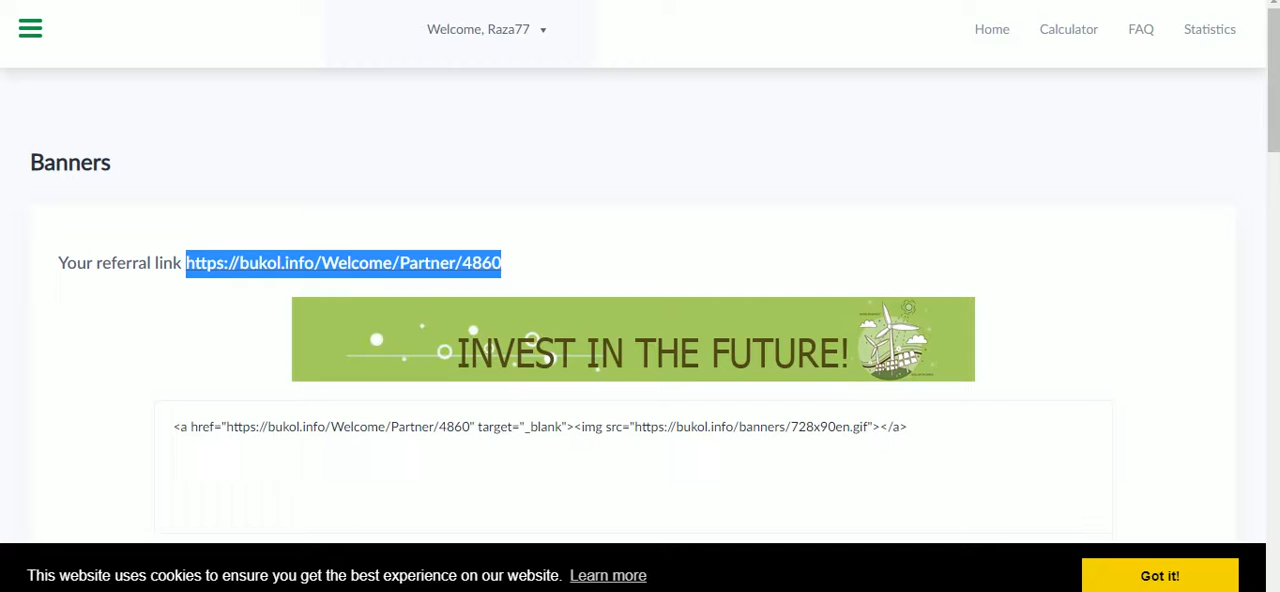 Welcome, Raza77 ▾
Home Calculator FAQ Statistics
Banners
Your referral link https://bukol.info/Welcome/Partner/4860
INVEST IN THE FUTURE!
<a href="https://bukol.info/Welcome/Partner/4860" target="_blank"><img src="https://bukol.info/banners/728x90en.gif"></a>
This website uses cookies to ensure you get the best experience on our website. Learn more
Got it!